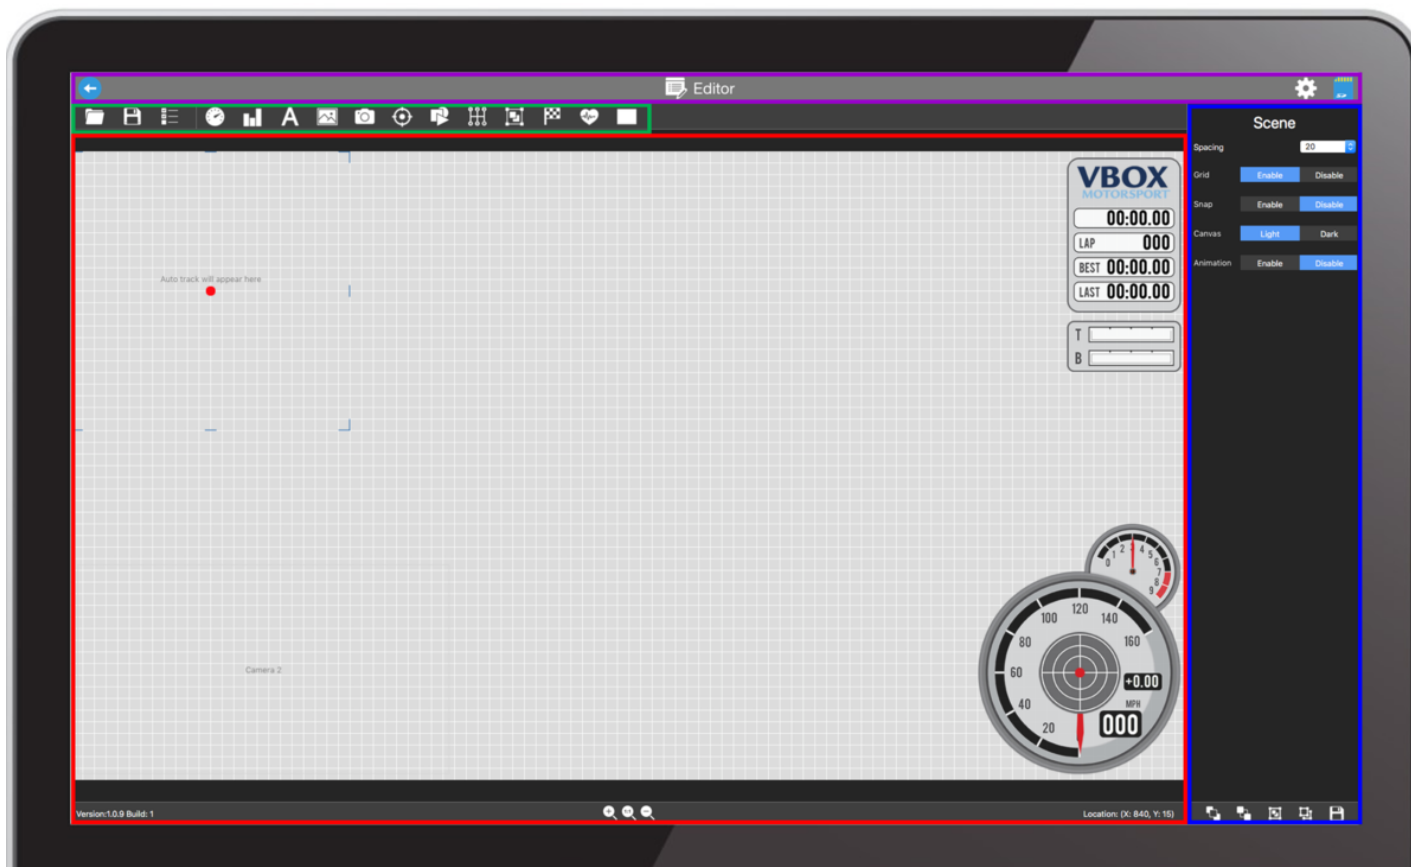 Editor
SD
A
Scene
Spacing 20
Grid Enable Disable
Snap Enable Disable
Canvas Light Dark
Animation Enable Disable
VBOX
MOTORSPORT
00:00.00
LAP 000
BEST 00:00.00
LAST 00:00.00
T
B
Auto track will appear here
Camera 2
0 1 2 3 4 5 6 7 8 9
20 40 60 80 100 120 140 160
+0.00
MPH
000
Version:1.0.9 Build: 1
Location: (X: 840, Y: 15)